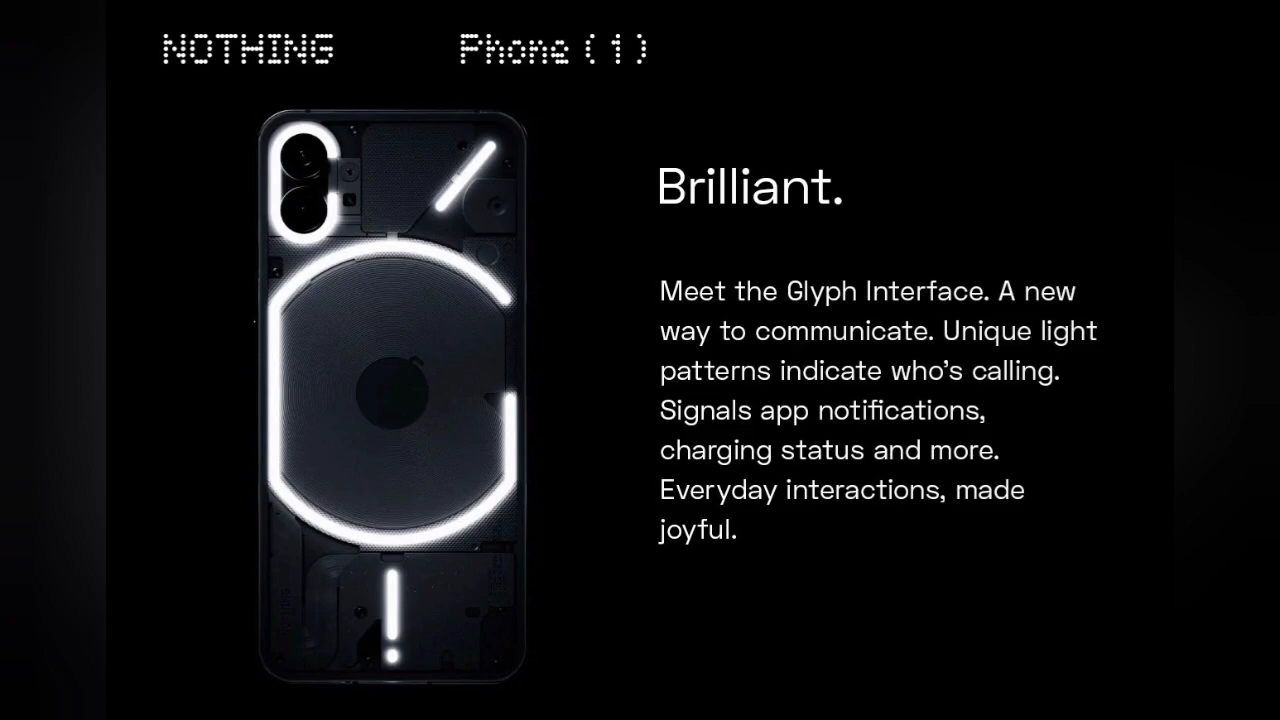 NOTHING Phone (1)
Brilliant.
Meet the Glyph Interface. A new
way to communicate. Unique light
patterns indicate who’s calling.
Signals app notifications,
charging status and more.
Everyday interactions, made
joyful.